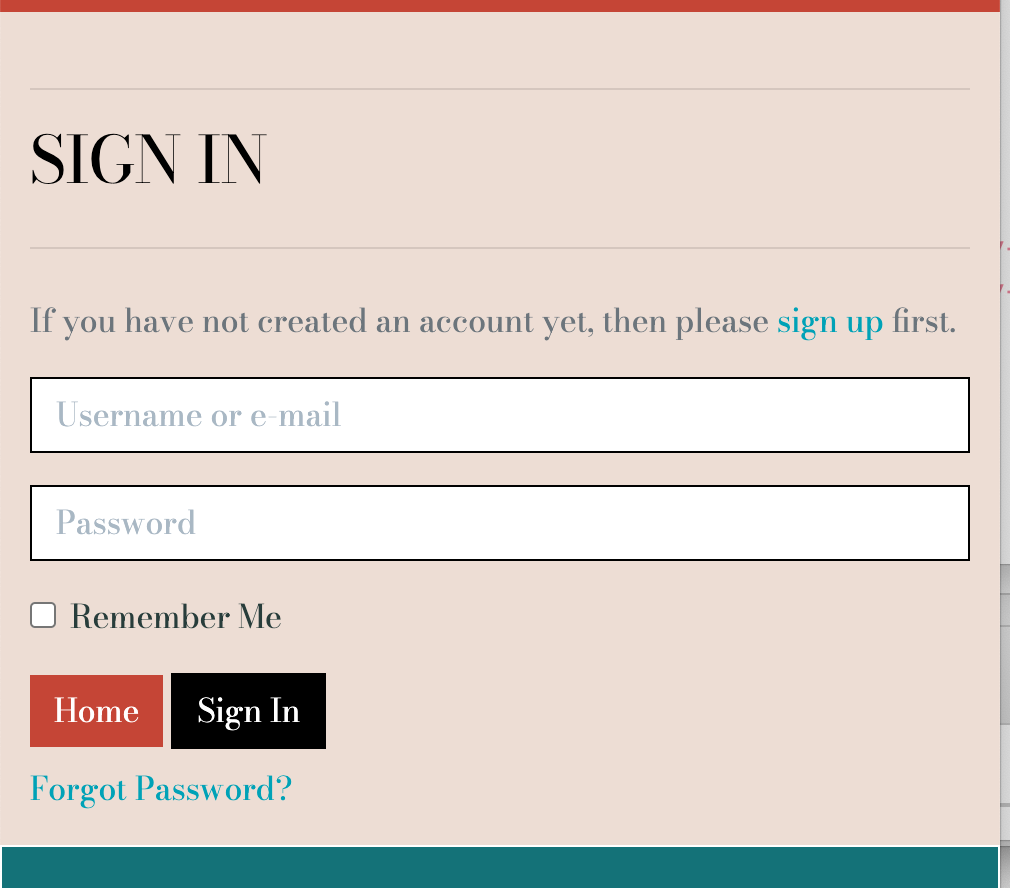 SIGN IN
If you have not created an account yet, then please sign up first.
Username or e-mail
Password
Remember Me
Home Sign In
Forgot Password?